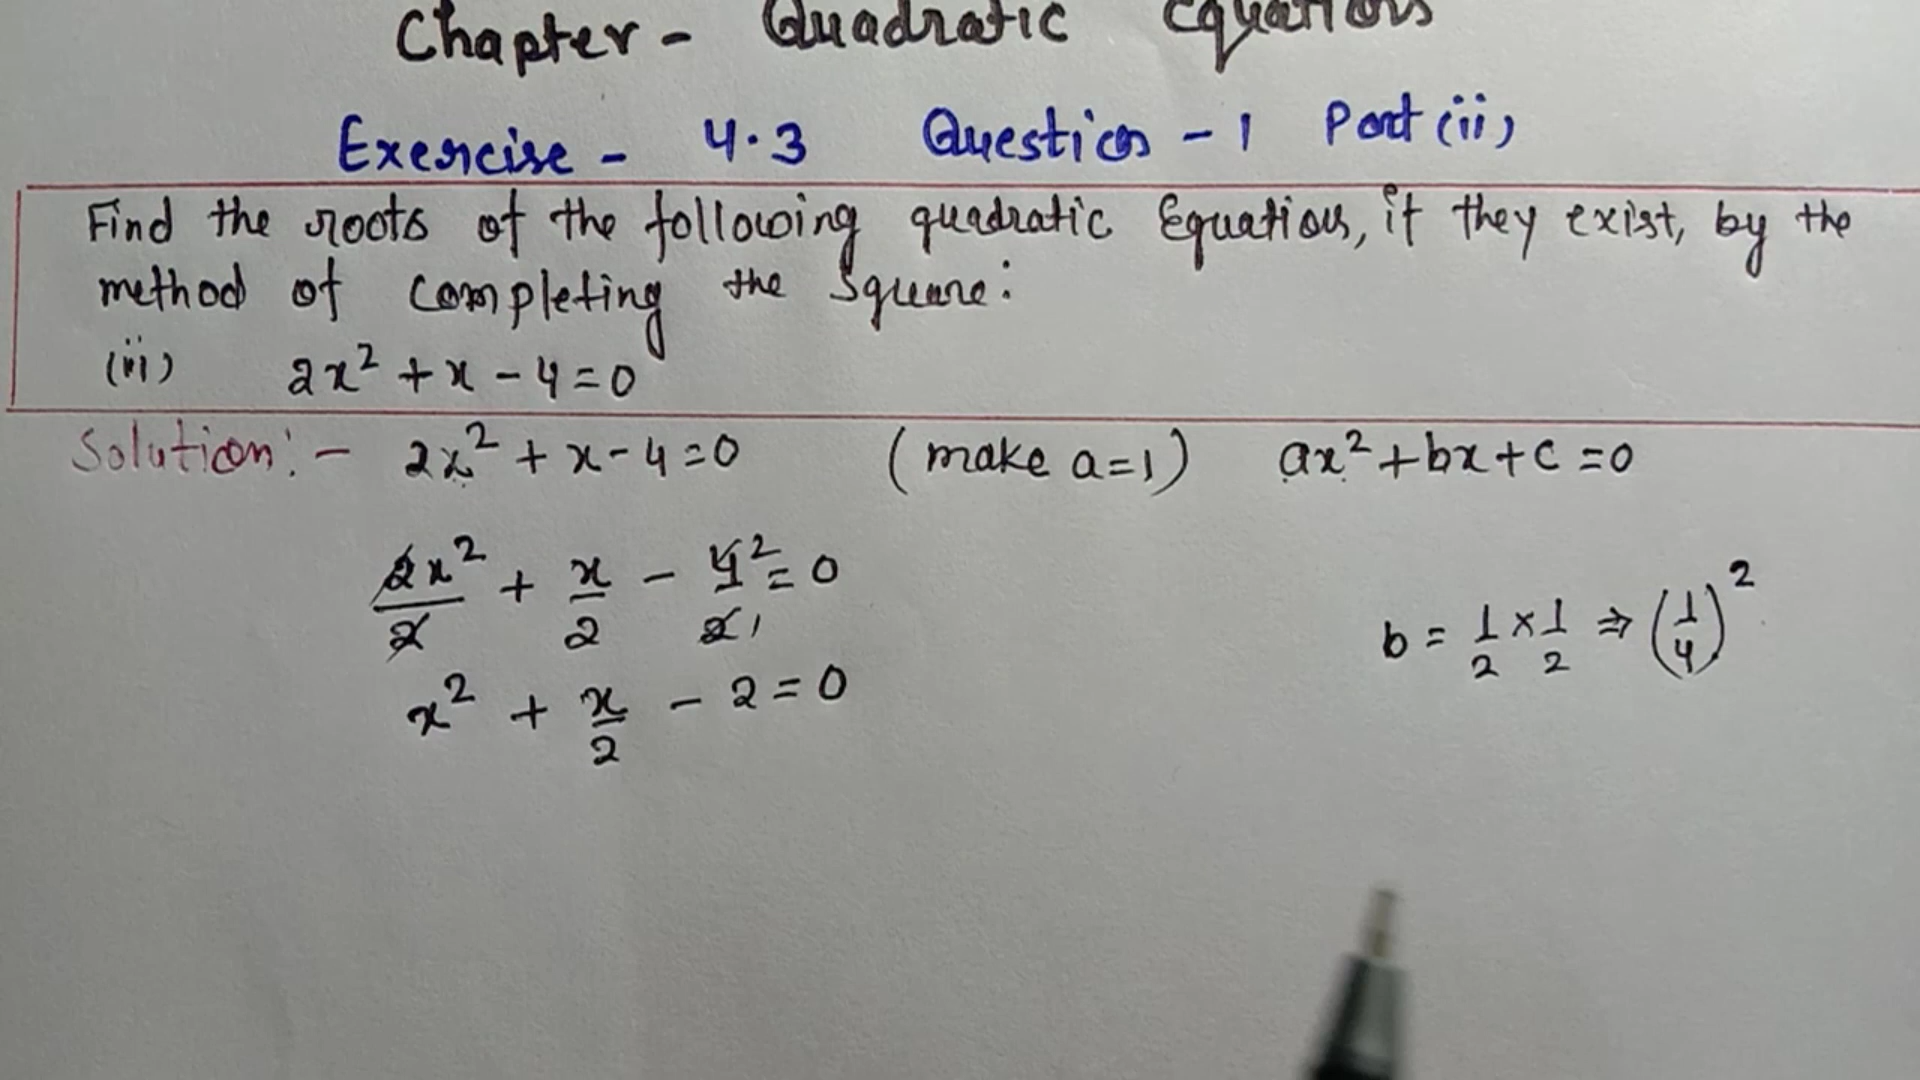 Chapter - Quadratic Equations
Exercise - 4.3 Question - 1 Part (ii)
Find the roots of the following quadratic Equations, if they exist, by the
method of completing the square:
(ii) 2x² + x - 4 = 0
Solution:- 2x² + x - 4 = 0 (make a=1) ax² + bx + c = 0
2x²/2 + x/2 - 4²/2 1 = 0
b = 1/2 × 1/2 ⇒ (1/4)²
x² + x/2 - 2 = 0